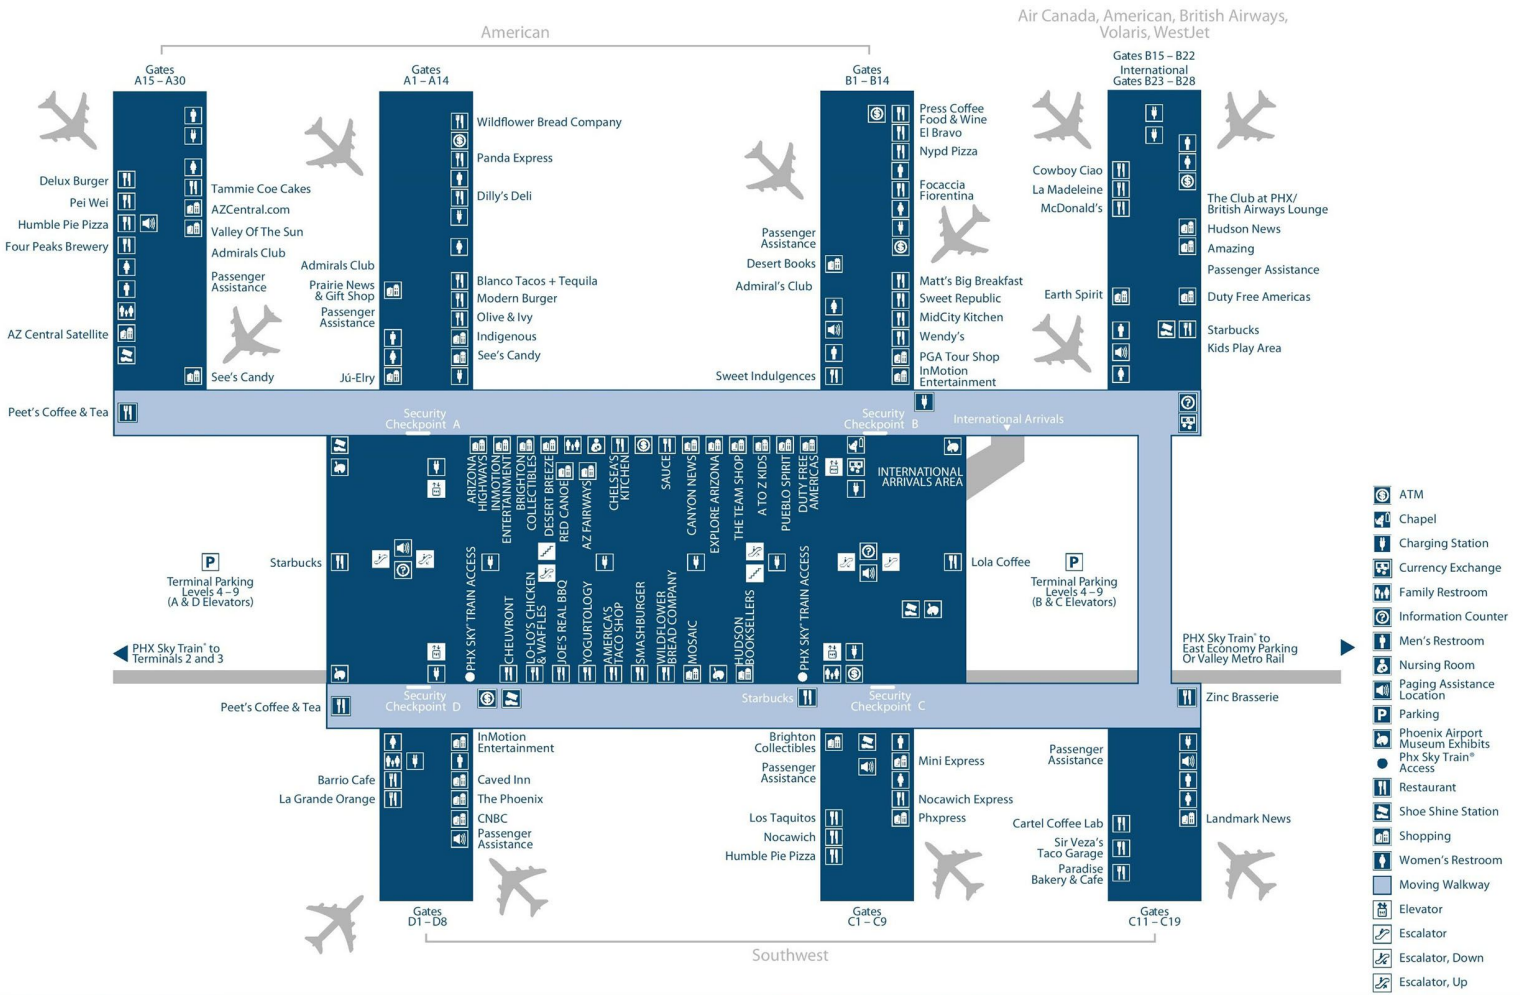 American
Air Canada, American, British Airways,
Volaris, WestJet
Gates
A15 – A30
Gates
A1 – A14
Gates
B1 – B14
Gates B15 – B22
International
Gates B23 – B28
Delux Burger
Pei Wei
Humble Pie Pizza
Four Peaks Brewery
AZ Central Satellite
Peet's Coffee & Tea
Tammie Coe Cakes
AZCentral.com
Valley Of The Sun
Admirals Club
Passenger
Assistance
See's Candy
Admirals Club
Prairie News
& Gift Shop
Passenger
Assistance
Jú-Elry
Wildflower Bread Company
Panda Express
Dilly's Deli
Blanco Tacos + Tequila
Modern Burger
Olive & Ivy
Indigenous
See's Candy
Passenger
Assistance
Desert Books
Admiral's Club
Sweet Indulgences
Press Coffee
Food & Wine
El Bravo
Nypd Pizza
Focaccia
Fiorentina
Matt's Big Breakfast
Sweet Republic
MidCity Kitchen
Wendy's
PGA Tour Shop
InMotion
Entertainment
Cowboy Ciao
La Madeleine
McDonald's
Earth Spirit
The Club at PHX/
British Airways Lounge
Hudson News
Amazing
Passenger Assistance
Duty Free Americas
Starbucks
Kids Play Area
Security
Checkpoint A
Security
Checkpoint B
International Arrivals
INTERNATIONAL
ARRIVALS AREA
ARIZONA
HIGHWAYS
INMOTION
ENTERTAINMENT
BRIGHTON
COLLECTIBLES
DESERT BREEZE
RED CANOE
AZ FAIRWAYS
CHELSEA'S
KITCHEN
SAUCE
CANYON NEWS
EXPLORE ARIZONA
THE TEAM SHOP
A TO Z KIDS
PUEBLO SPIRIT
DUTY FREE
AMERICAS
Starbucks
Lola Coffee
P
Terminal Parking
Levels 4 – 9
(A & D Elevators)
P
Terminal Parking
Levels 4 – 9
(B & C Elevators)
PHX Sky Train® to
Terminals 2 and 3
PHX Sky Train® to
East Economy Parking
Or Valley Metro Rail
PHX SKY TRAIN ACCESS
CHEUVRONT
LO-LO'S CHICKEN
& WAFFLES
JOE'S REAL BBQ
YOGURTOLOGY
AMERICA'S
TACO SHOP
SMASHBURGER
WILDFLOWER
BREAD COMPANY
MOSAIC
HUDSON
BOOKSELLERS
PHX SKY TRAIN ACCESS
Peet's Coffee & Tea
Security
Checkpoint D
Starbucks
Security
Checkpoint C
Zinc Brasserie
Barrio Cafe
La Grande Orange
InMotion
Entertainment
Caved Inn
The Phoenix
CNBC
Passenger
Assistance
Brighton
Collectibles
Passenger
Assistance
Los Taquitos
Nocawich
Humble Pie Pizza
Mini Express
Nocawich Express
Phxpress
Passenger
Assistance
Cartel Coffee Lab
Sir Veza's
Taco Garage
Paradise
Bakery & Cafe
Landmark News
Gates
D1 – D8
Gates
C1 – C9
Gates
C11 – C19
Southwest
ATM
Chapel
Charging Station
Currency Exchange
Family Restroom
Information Counter
Men's Restroom
Nursing Room
Paging Assistance
Location
P Parking
Phoenix Airport
Museum Exhibits
Phx Sky Train®
Access
Restaurant
Shoe Shine Station
Shopping
Women's Restroom
Moving Walkway
Elevator
Escalator
Escalator, Down
Escalator, Up